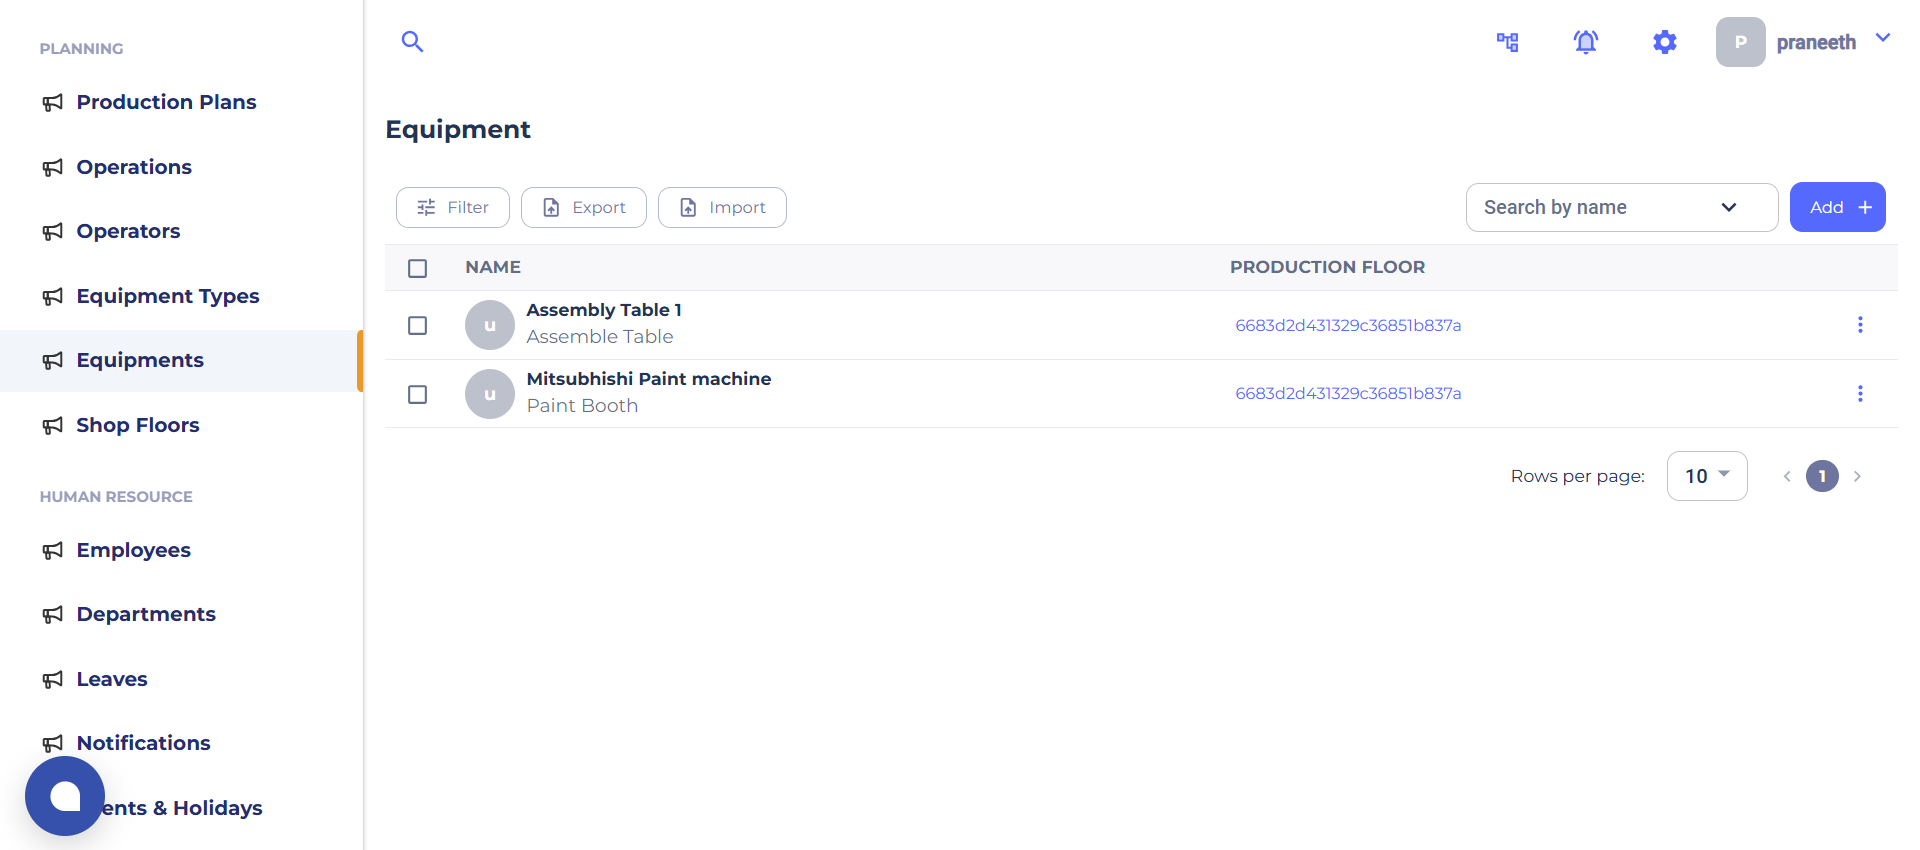 PLANNING
Production Plans
Operations
Operators
Equipment Types
Equipments
Shop Floors
HUMAN RESOURCE
Employees
Departments
Leaves
Notifications
ents & Holidays
P praneeth
Equipment
Filter Export Import Search by name Add +
NAME PRODUCTION FLOOR
u Assembly Table 1
Assemble Table
6683d2d431329c36851b837a
u Mitsubhishi Paint machine
Paint Booth
6683d2d431329c36851b837a
Rows per page: 10 1